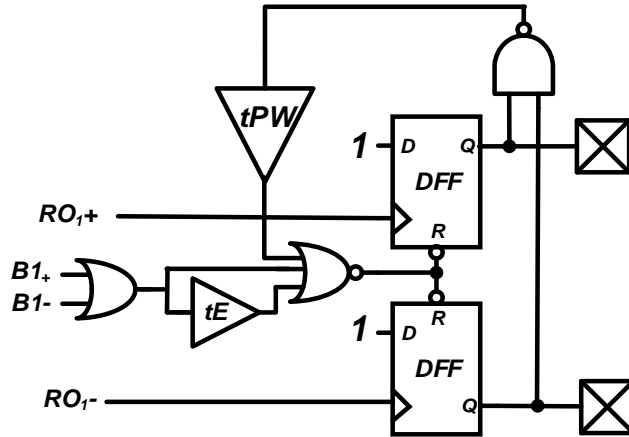 tPW
1
D
Q
DFF
RO₁+
R
B1₊
B1-
tE
1
D
R
DFF
RO₁-
Q